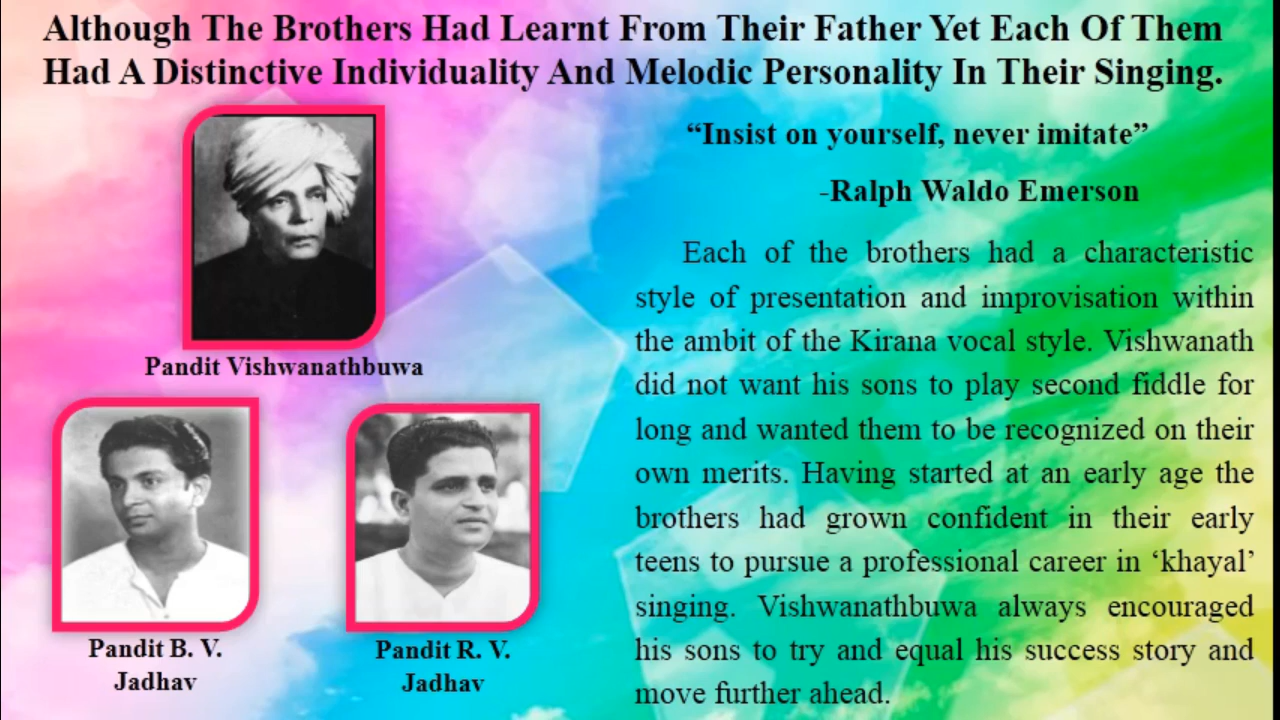 Although The Brothers Had Learnt From Their Father Yet Each Of Them
Had A Distinctive Individuality And Melodic Personality In Their Singing.
Pandit Vishwanathbuwa
Pandit B. V.
Jadhav
Pandit R. V.
Jadhav
“Insist on yourself, never imitate”
-Ralph Waldo Emerson
Each of the brothers had a characteristic
style of presentation and improvisation within
the ambit of the Kirana vocal style. Vishwanath
did not want his sons to play second fiddle for
long and wanted them to be recognized on their
own merits. Having started at an early age the
brothers had grown confident in their early
teens to pursue a professional career in ‘khayal’
singing. Vishwanathbuwa always encouraged
his sons to try and equal his success story and
move further ahead.